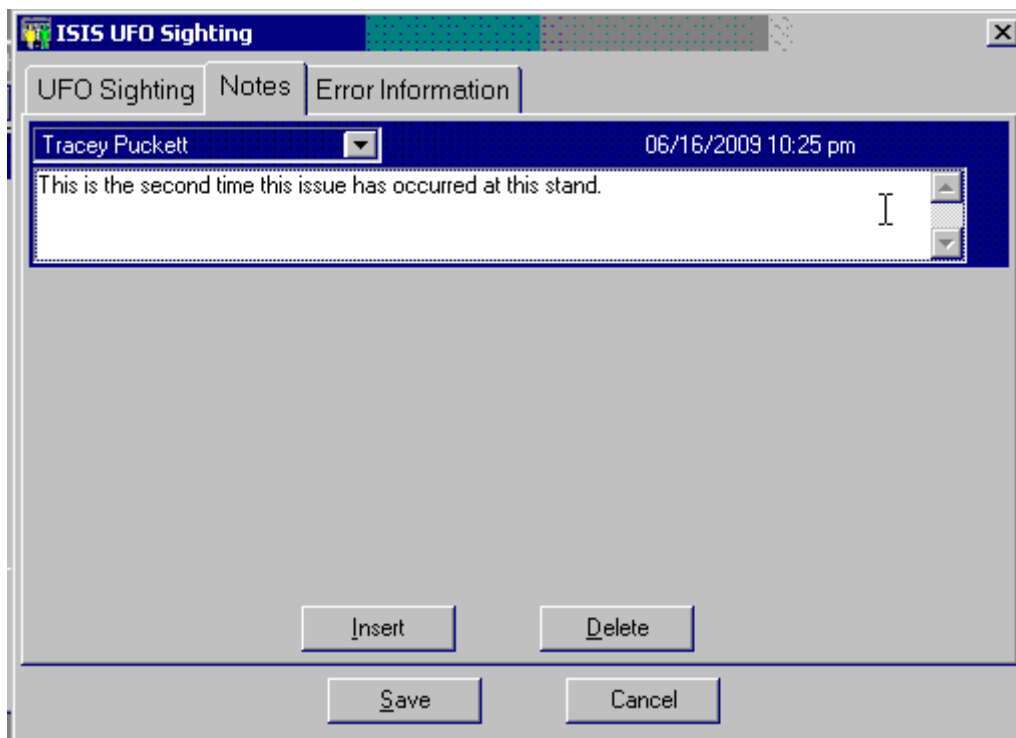 ISIS UFO Sighting
UFO Sighting Notes Error Information
Tracey Puckett 06/16/2009 10:25 pm
This is the second time this issue has occurred at this stand.
Insert Delete
Save Cancel